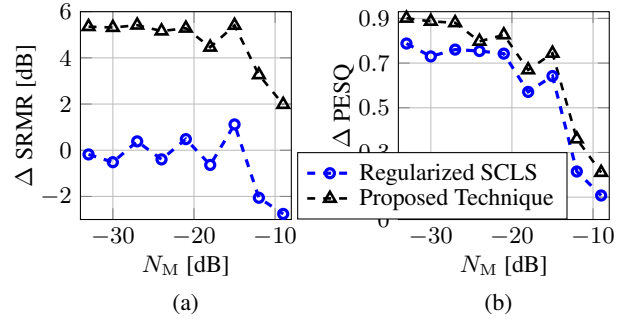 6
4
2
0
−2
Δ SRMR [dB]
−30
−20
−10
N_M [dB]
(a)
0.9
0.7
0.5
0
Δ PESQ
Regularized SCLS
Proposed Technique
−30
−20
−10
N_M [dB]
(b)